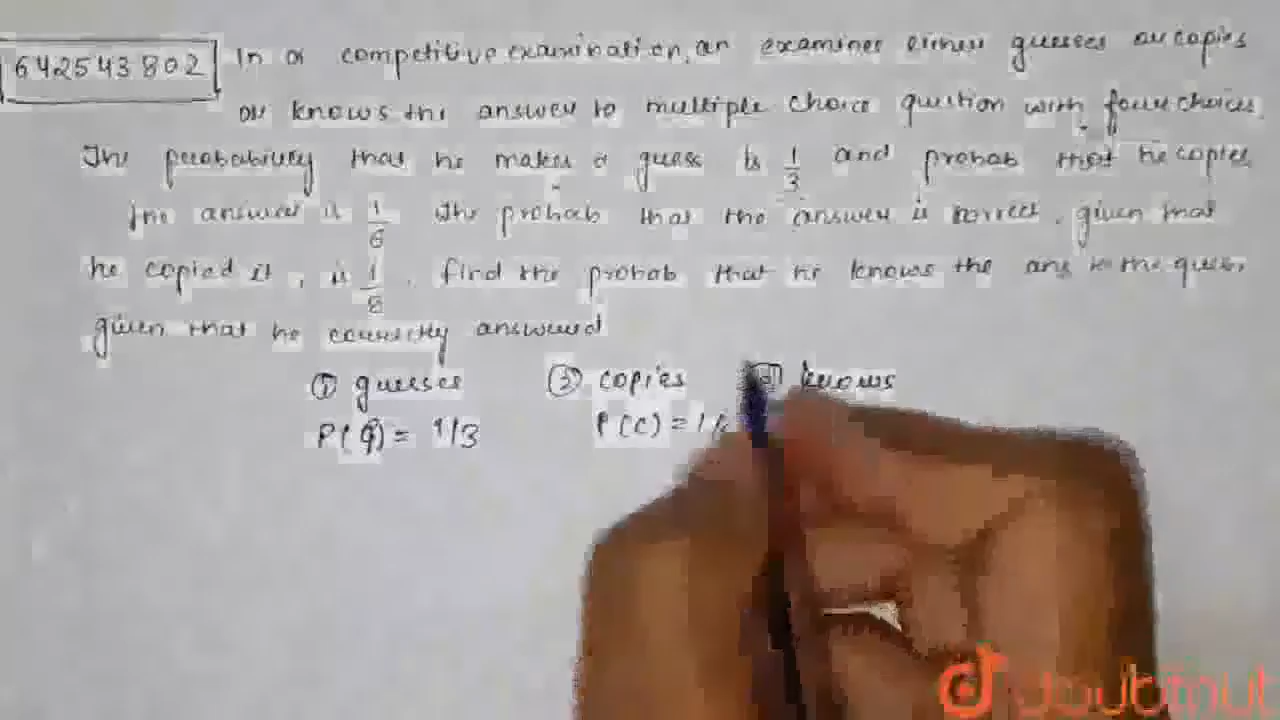 642543802 In a competitive examination, an examinee either guesses or copies
or knows the answer to multiple choice question with four choices.
The probability that he makes a guess is 1/3 and probab that he copies
the answer is 1/6 The probab that the answer is correct, given that
he copied it, is 1/8. find the probab that he knows the ans to the ques,
given that he correctly answered
① guesses ③ copies ② knows
P(G) = 1/3 P(C) = 1/6
doubtnut